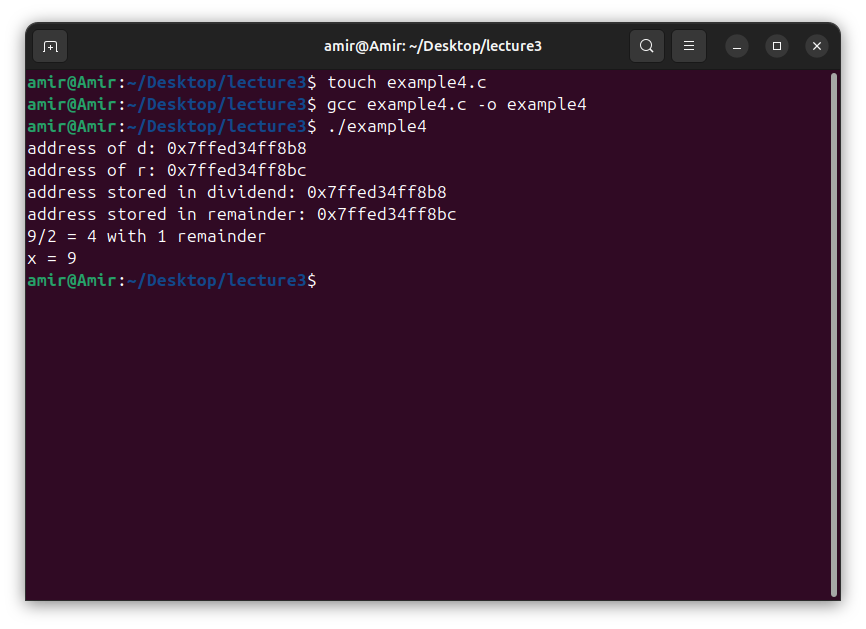 amir@Amir: ~/Desktop/lecture3
amir@Amir:~/Desktop/lecture3$ touch example4.c
amir@Amir:~/Desktop/lecture3$ gcc example4.c -o example4
amir@Amir:~/Desktop/lecture3$ ./example4
address of d: 0x7ffed34ff8b8
address of r: 0x7ffed34ff8bc
address stored in dividend: 0x7ffed34ff8b8
address stored in remainder: 0x7ffed34ff8bc
9/2 = 4 with 1 remainder
x = 9
amir@Amir:~/Desktop/lecture3$